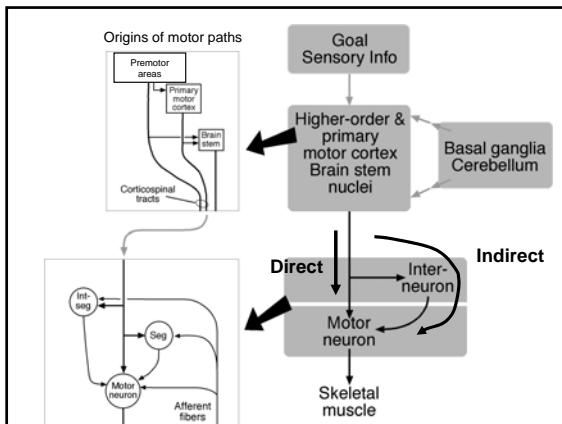 Origins of motor paths
Premotor
areas
Primary
motor
cortex
Brain
stem
Corticospinal
tracts
Goal
Sensory Info
Higher-order &
primary
motor cortex
Brain stem
nuclei
Basal ganglia
Cerebellum
Direct
Indirect
Inter-
neuron
Motor
neuron
Skeletal
muscle
Int-
seg
Seg
Motor
neuron
Afferent
fibers